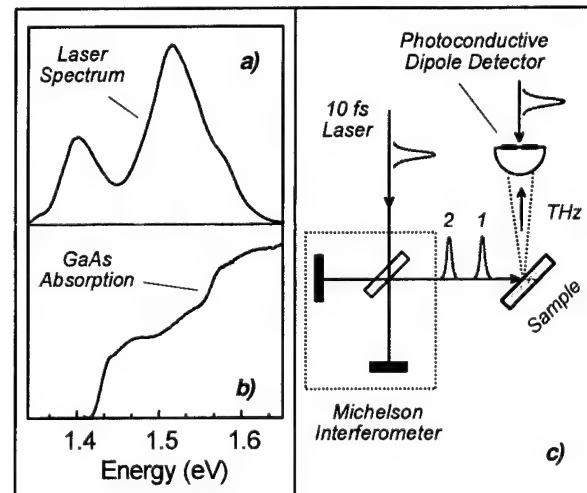 Laser
Spectrum
a)
GaAs
Absorption
b)
1.4 1.5 1.6
Energy (eV)
Photoconductive
Dipole Detector
10 fs
Laser
THz
2 1
Sample
Michelson
Interferometer
c)